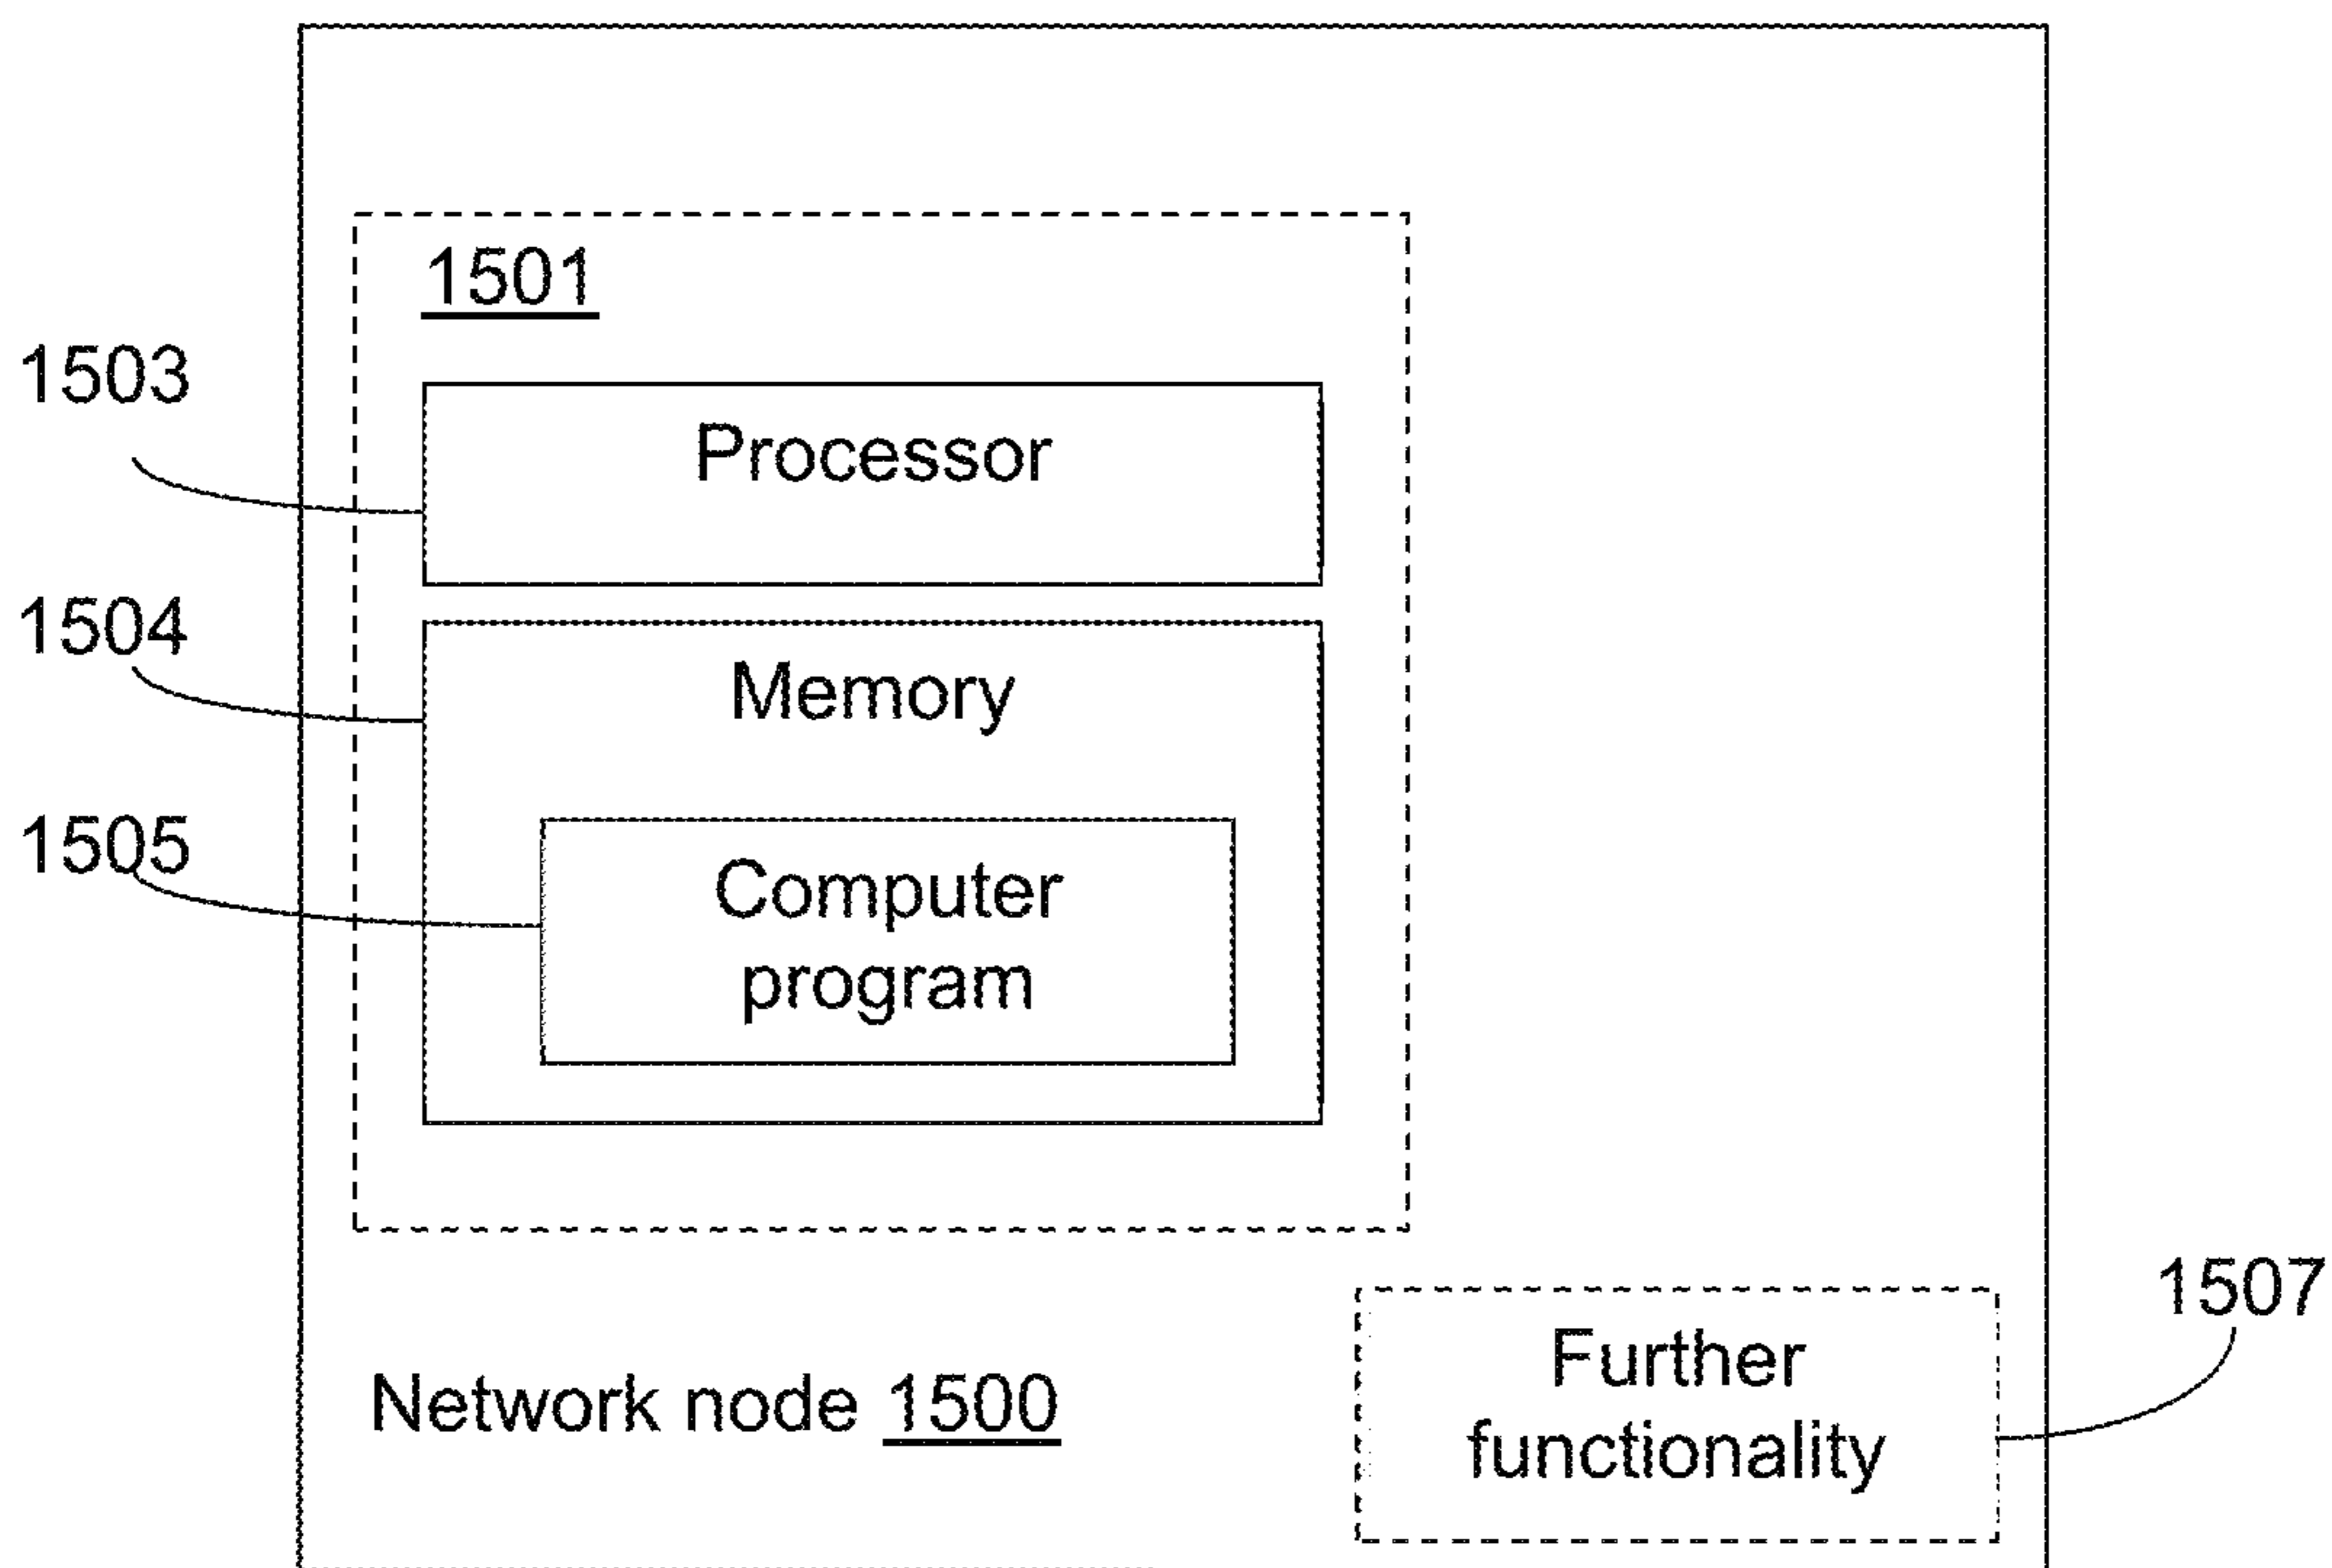 1501
1503
Processor
1504
Memory
1505
Computer
program
1507
Further
functionality
Network node 1500